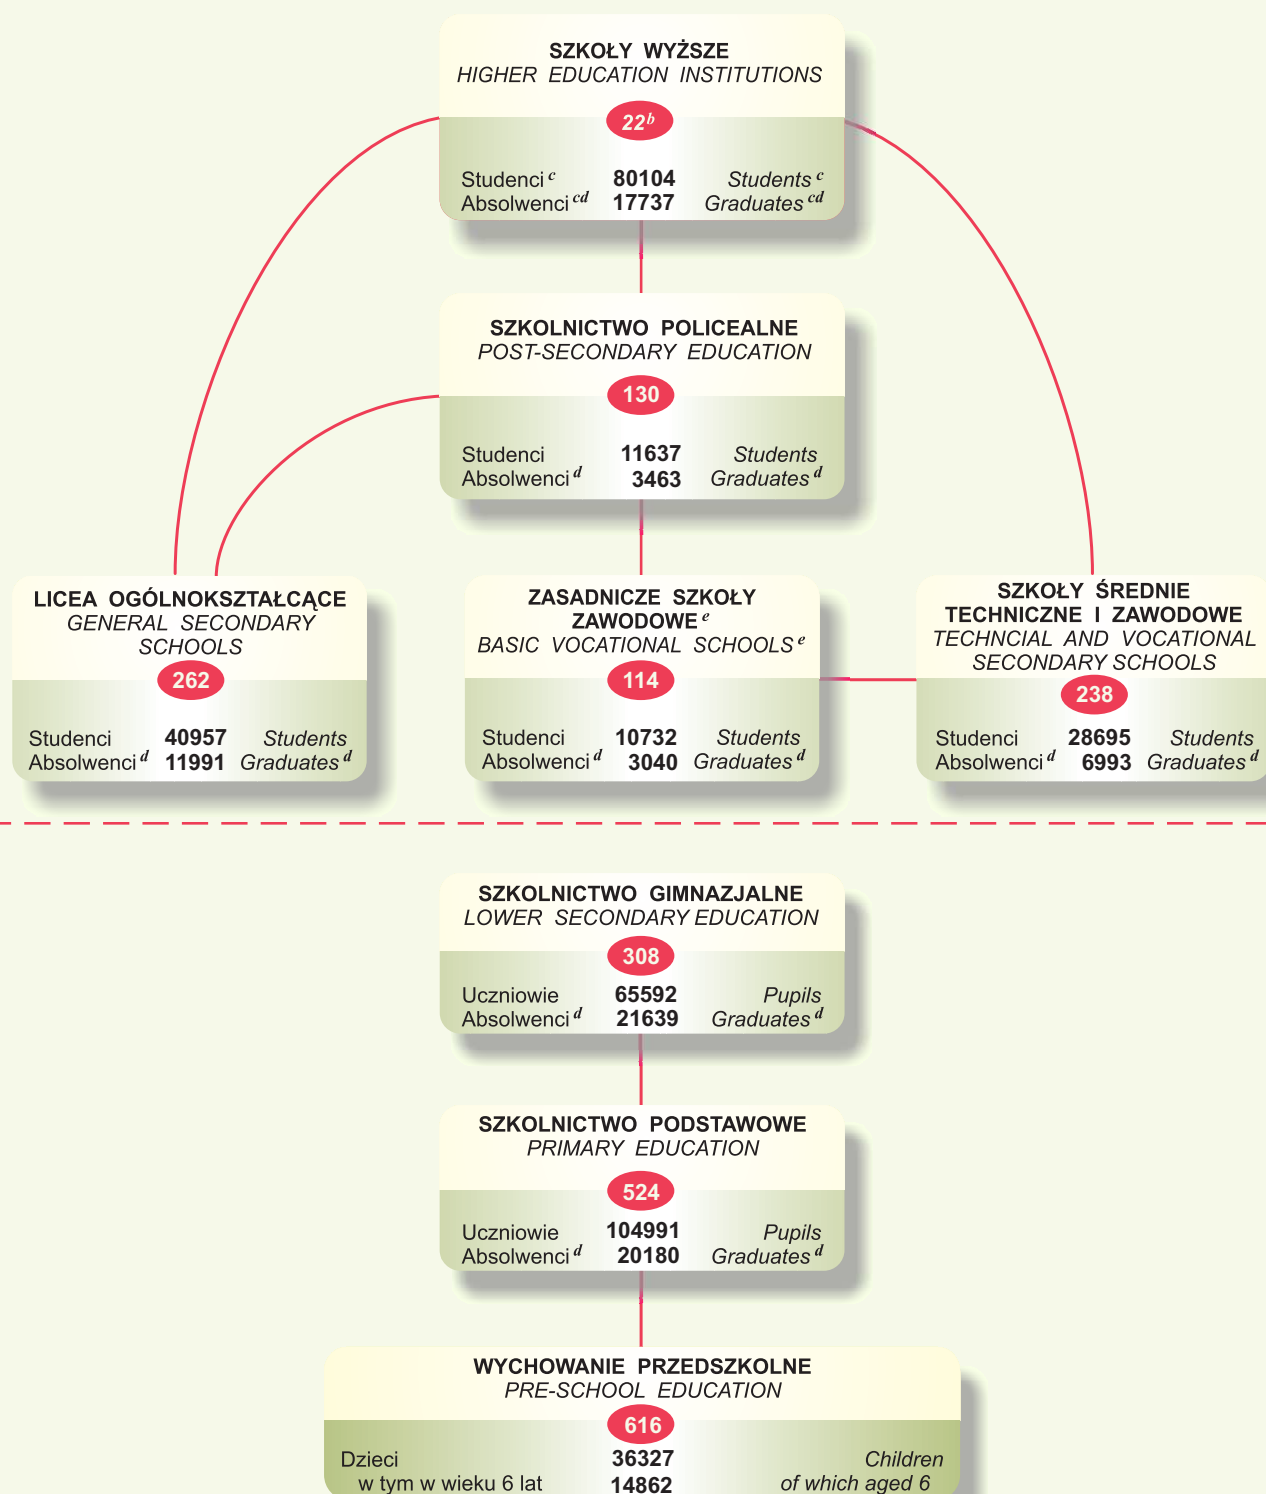 SZKOŁY WYŻSZE
HIGHER EDUCATION INSTITUTIONS
22b
Studenci c 80104 Students c
Absolwenci cd 17737 Graduates cd
SZKOLNICTWO POLICEALNE
POST-SECONDARY EDUCATION
130
Studenci 11637 Students
Absolwenci d 3463 Graduates d
LICEA OGÓLNOKSZTAŁCĄCE
GENERAL SECONDARY
SCHOOLS
262
Studenci 40957 Students
Absolwenci d 11991 Graduates d
ZASADNICZE SZKOŁY
ZAWODOWE e
BASIC VOCATIONAL SCHOOLS e
114
Studenci 10732 Students
Absolwenci d 3040 Graduates d
SZKOŁY ŚREDNIE
TECHNICZNE I ZAWODOWE
TECHNCIAL AND VOCATIONAL
SECONDARY SCHOOLS
238
Studenci 28695 Students
Absolwenci d 6993 Graduates d
SZKOLNICTWO GIMNAZJALNE
LOWER SECONDARY EDUCATION
308
Uczniowie 65592 Pupils
Absolwenci d 21639 Graduates d
SZKOLNICTWO PODSTAWOWE
PRIMARY EDUCATION
524
Uczniowie 104991 Pupils
Absolwenci d 20180 Graduates d
WYCHOWANIE PRZEDSZKOLNE
PRE-SCHOOL EDUCATION
616
Dzieci 36327 Children
w tym w wieku 6 lat 14862 of which aged 6